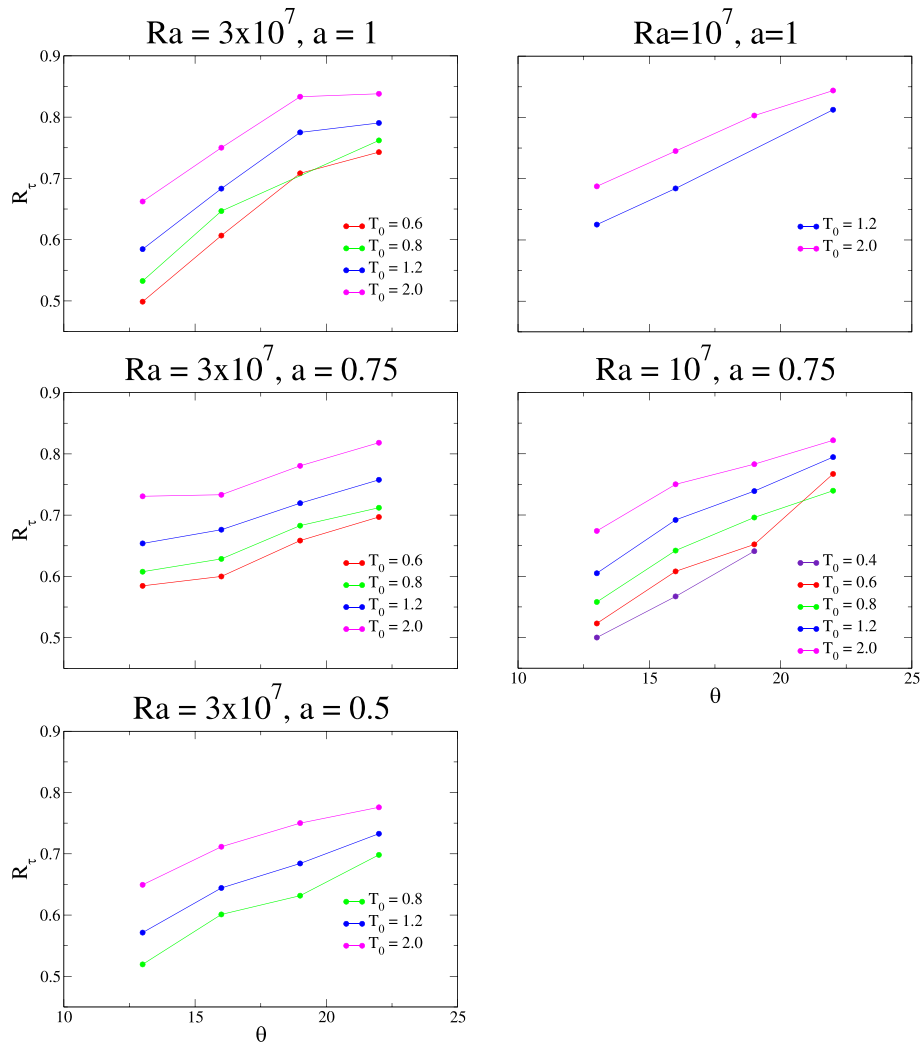 Ra = 3x10^7, a = 1
0.9
0.8
0.7
0.6
0.5
R_τ
T_0 = 0.6
T_0 = 0.8
T_0 = 1.2
T_0 = 2.0
Ra=10^7, a=1
T_0 = 1.2
T_0 = 2.0
Ra = 3x10^7, a = 0.75
0.9
0.8
0.7
0.6
0.5
R_τ
T_0 = 0.6
T_0 = 0.8
T_0 = 1.2
T_0 = 2.0
Ra = 10^7, a = 0.75
T_0 = 0.4
T_0 = 0.6
T_0 = 0.8
T_0 = 1.2
T_0 = 2.0
10 15 20 25
θ
Ra = 3x10^7, a = 0.5
0.9
0.8
0.7
0.6
0.5
R_τ
T_0 = 0.8
T_0 = 1.2
T_0 = 2.0
10 15 20 25
θ